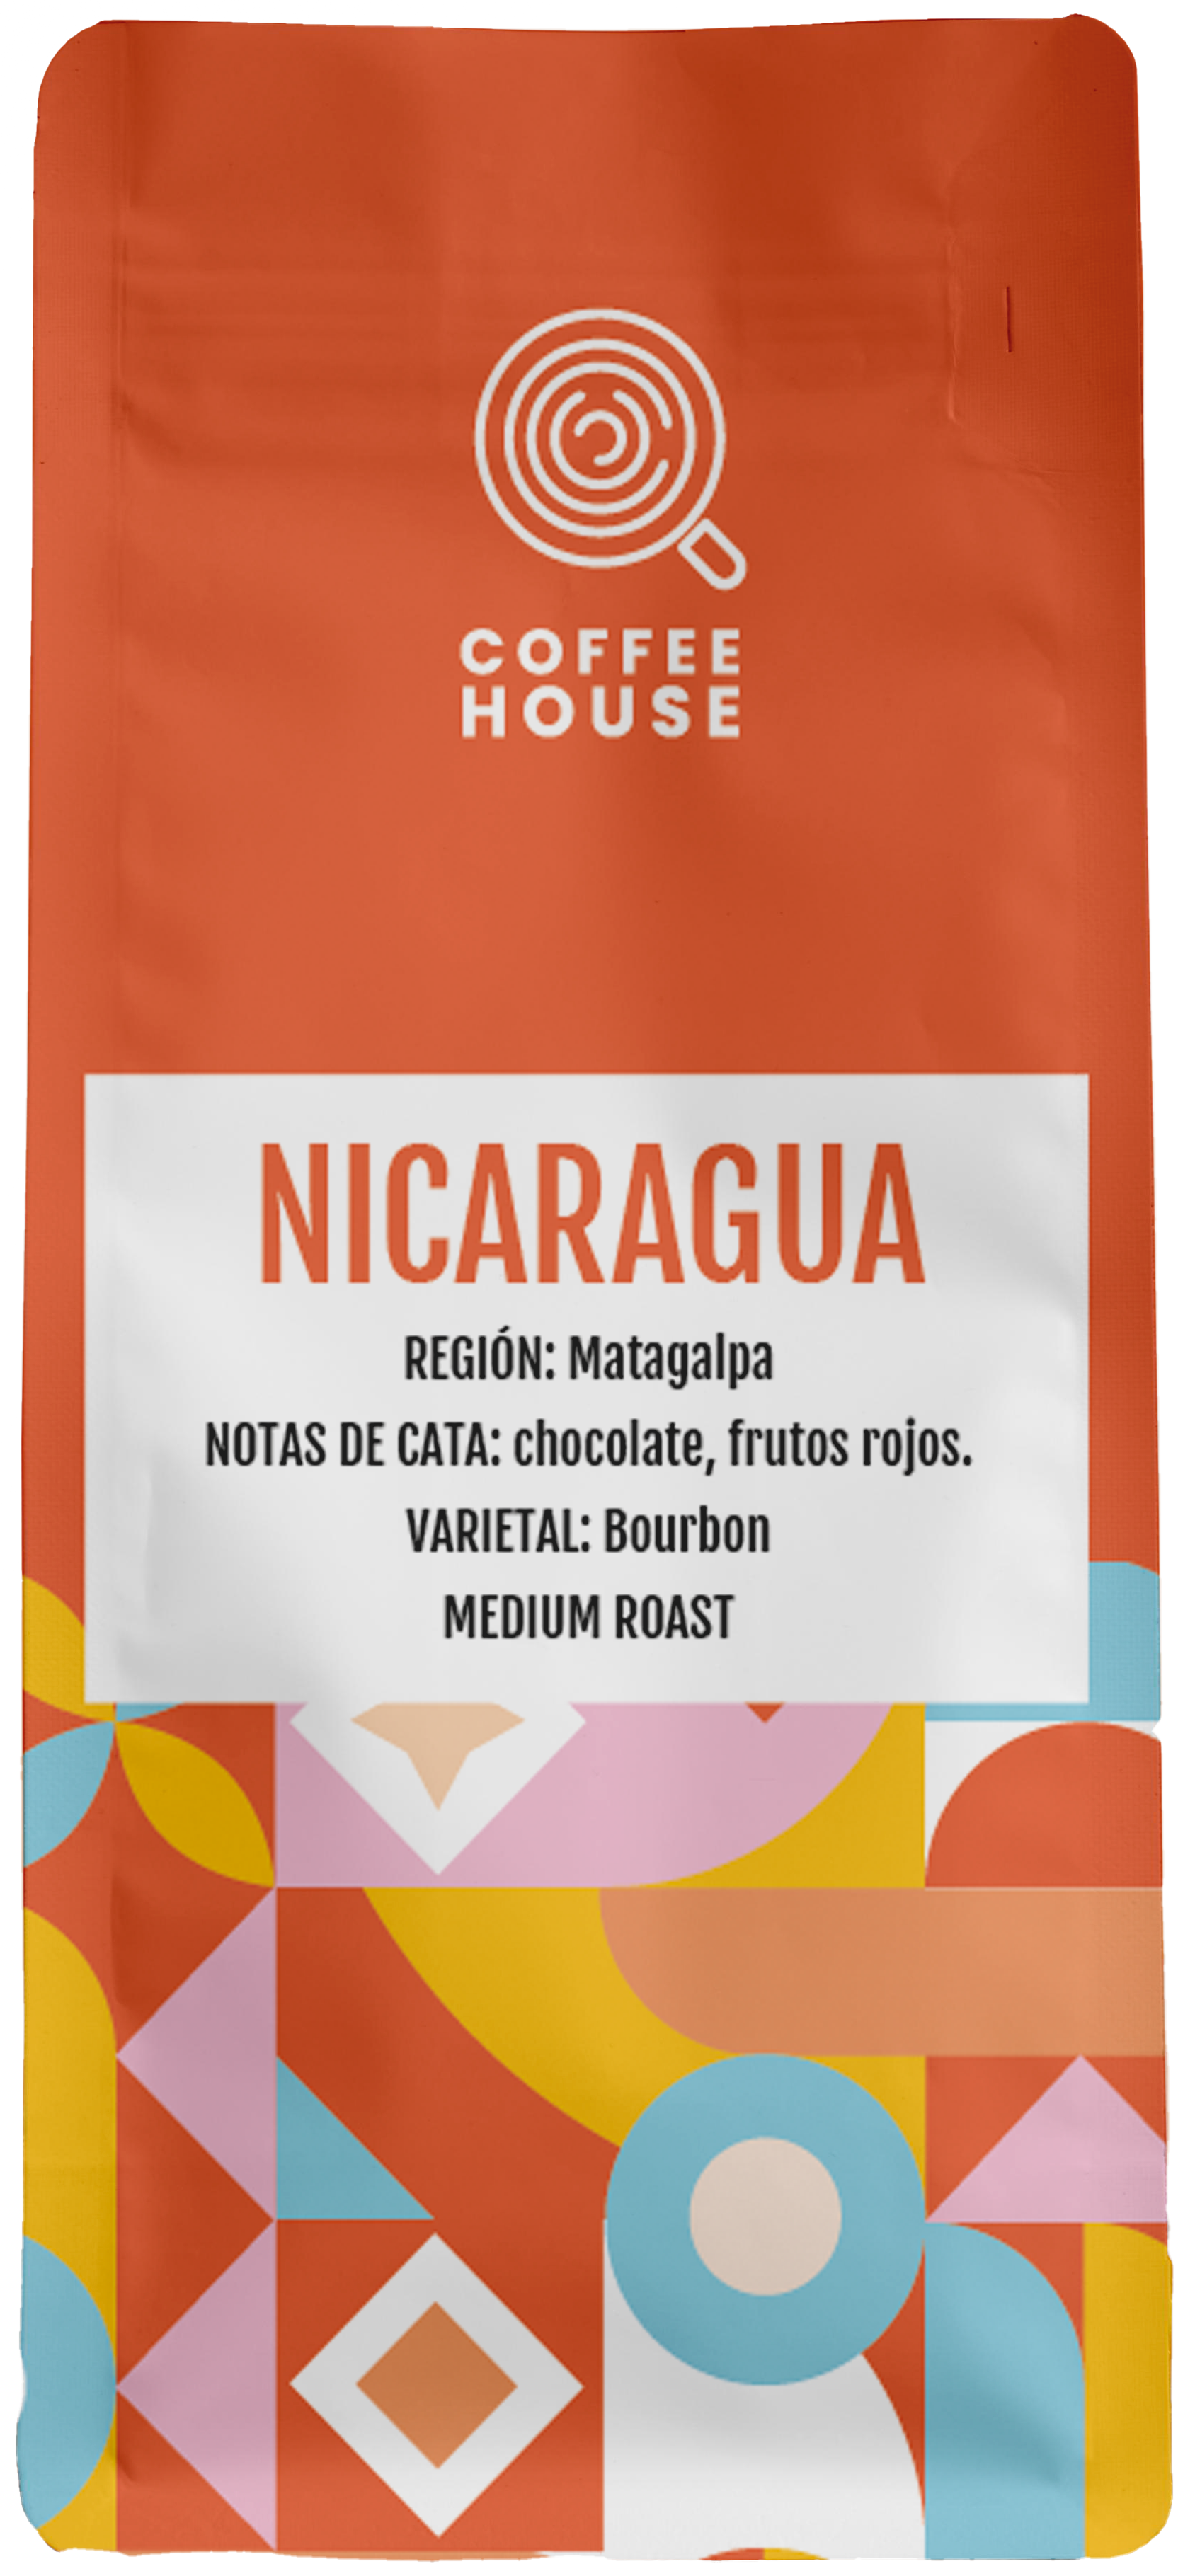 COFFEE
HOUSE
NICARAGUA
REGIÓN: Matagalpa
NOTAS DE CATA: chocolate, frutos rojos.
VARIETAL: Bourbon
MEDIUM ROAST